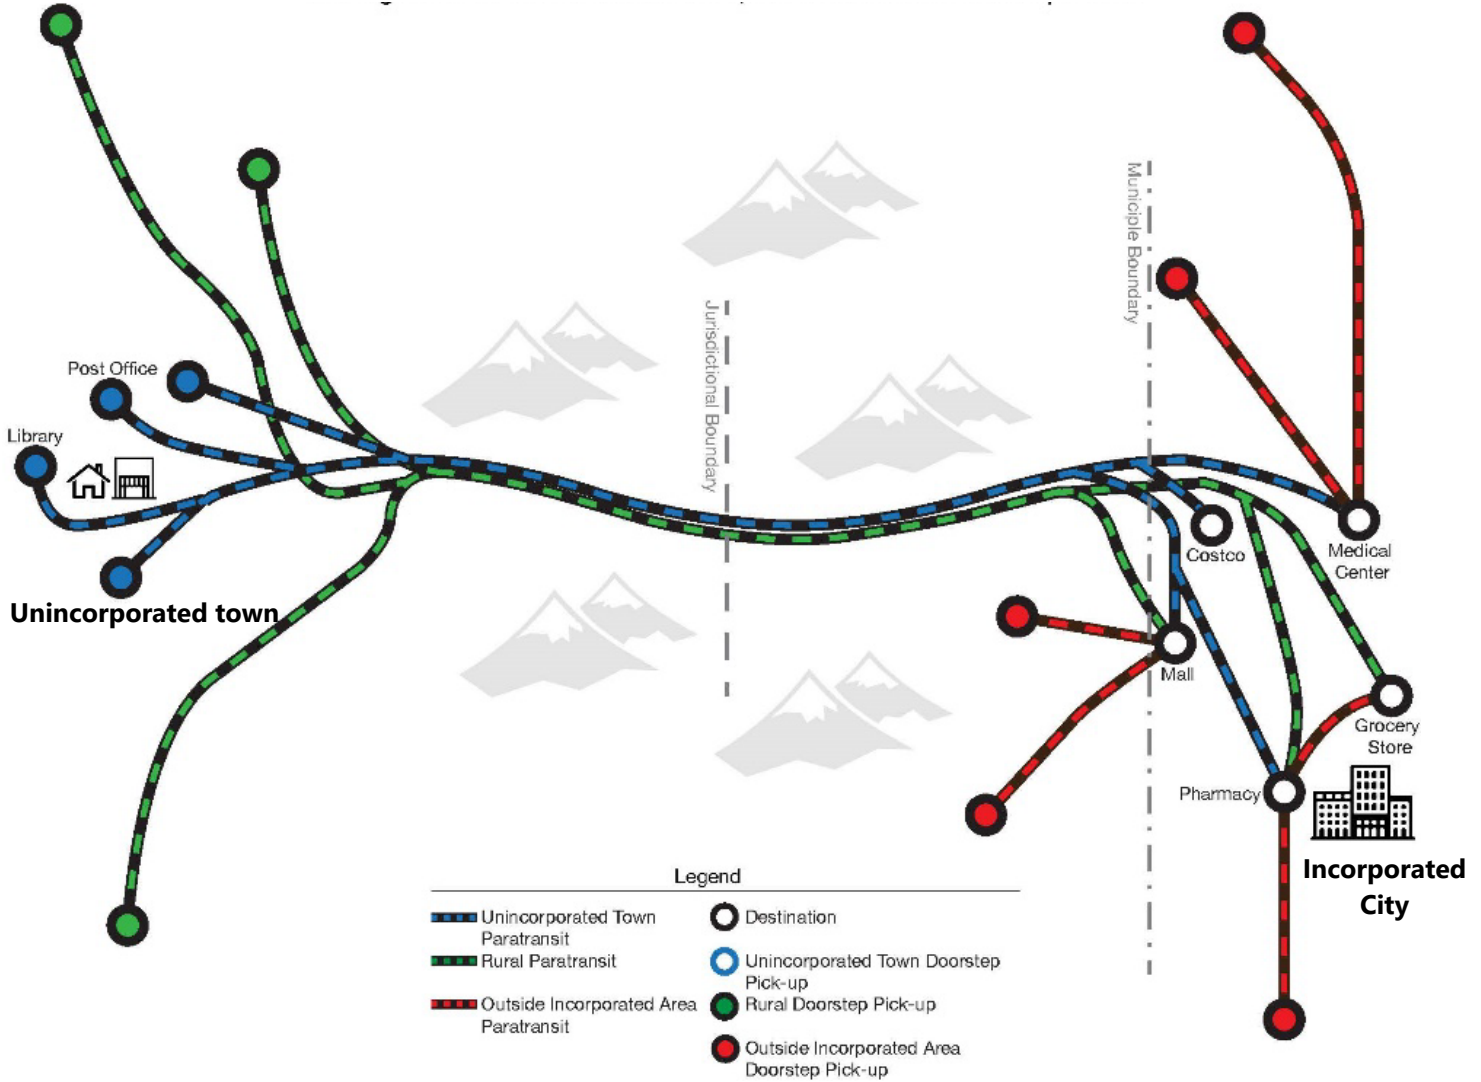 Municiple Boundary
Jurisdictional Boundary
Post Office
Library
Unincorporated town
Costco
Medical
Center
Mall
Grocery
Store
Pharmacy
Incorporated
City
Legend
Unincorporated Town
Paratransit
Rural Paratransit
Outside Incorporated Area
Paratransit
Destination
Unincorporated Town Doorstep
Pick-up
Rural Doorstep Pick-up
Outside Incorporated Area
Doorstep Pick-up